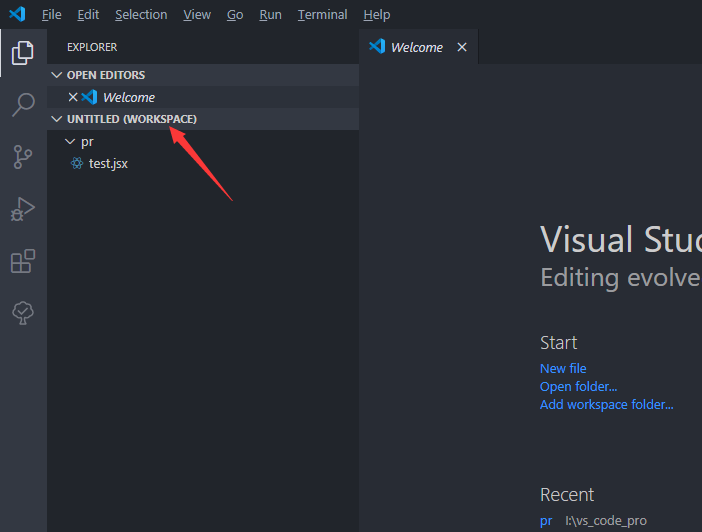 File Edit Selection View Go Run Terminal Help
EXPLORER
OPEN EDITORS
Welcome
UNTITLED (WORKSPACE)
pr
test.jsx
Welcome
Visual Stu
Editing evolve
Start
New file
Open folder...
Add workspace folder...
Recent
pr I:\vs_code_pro